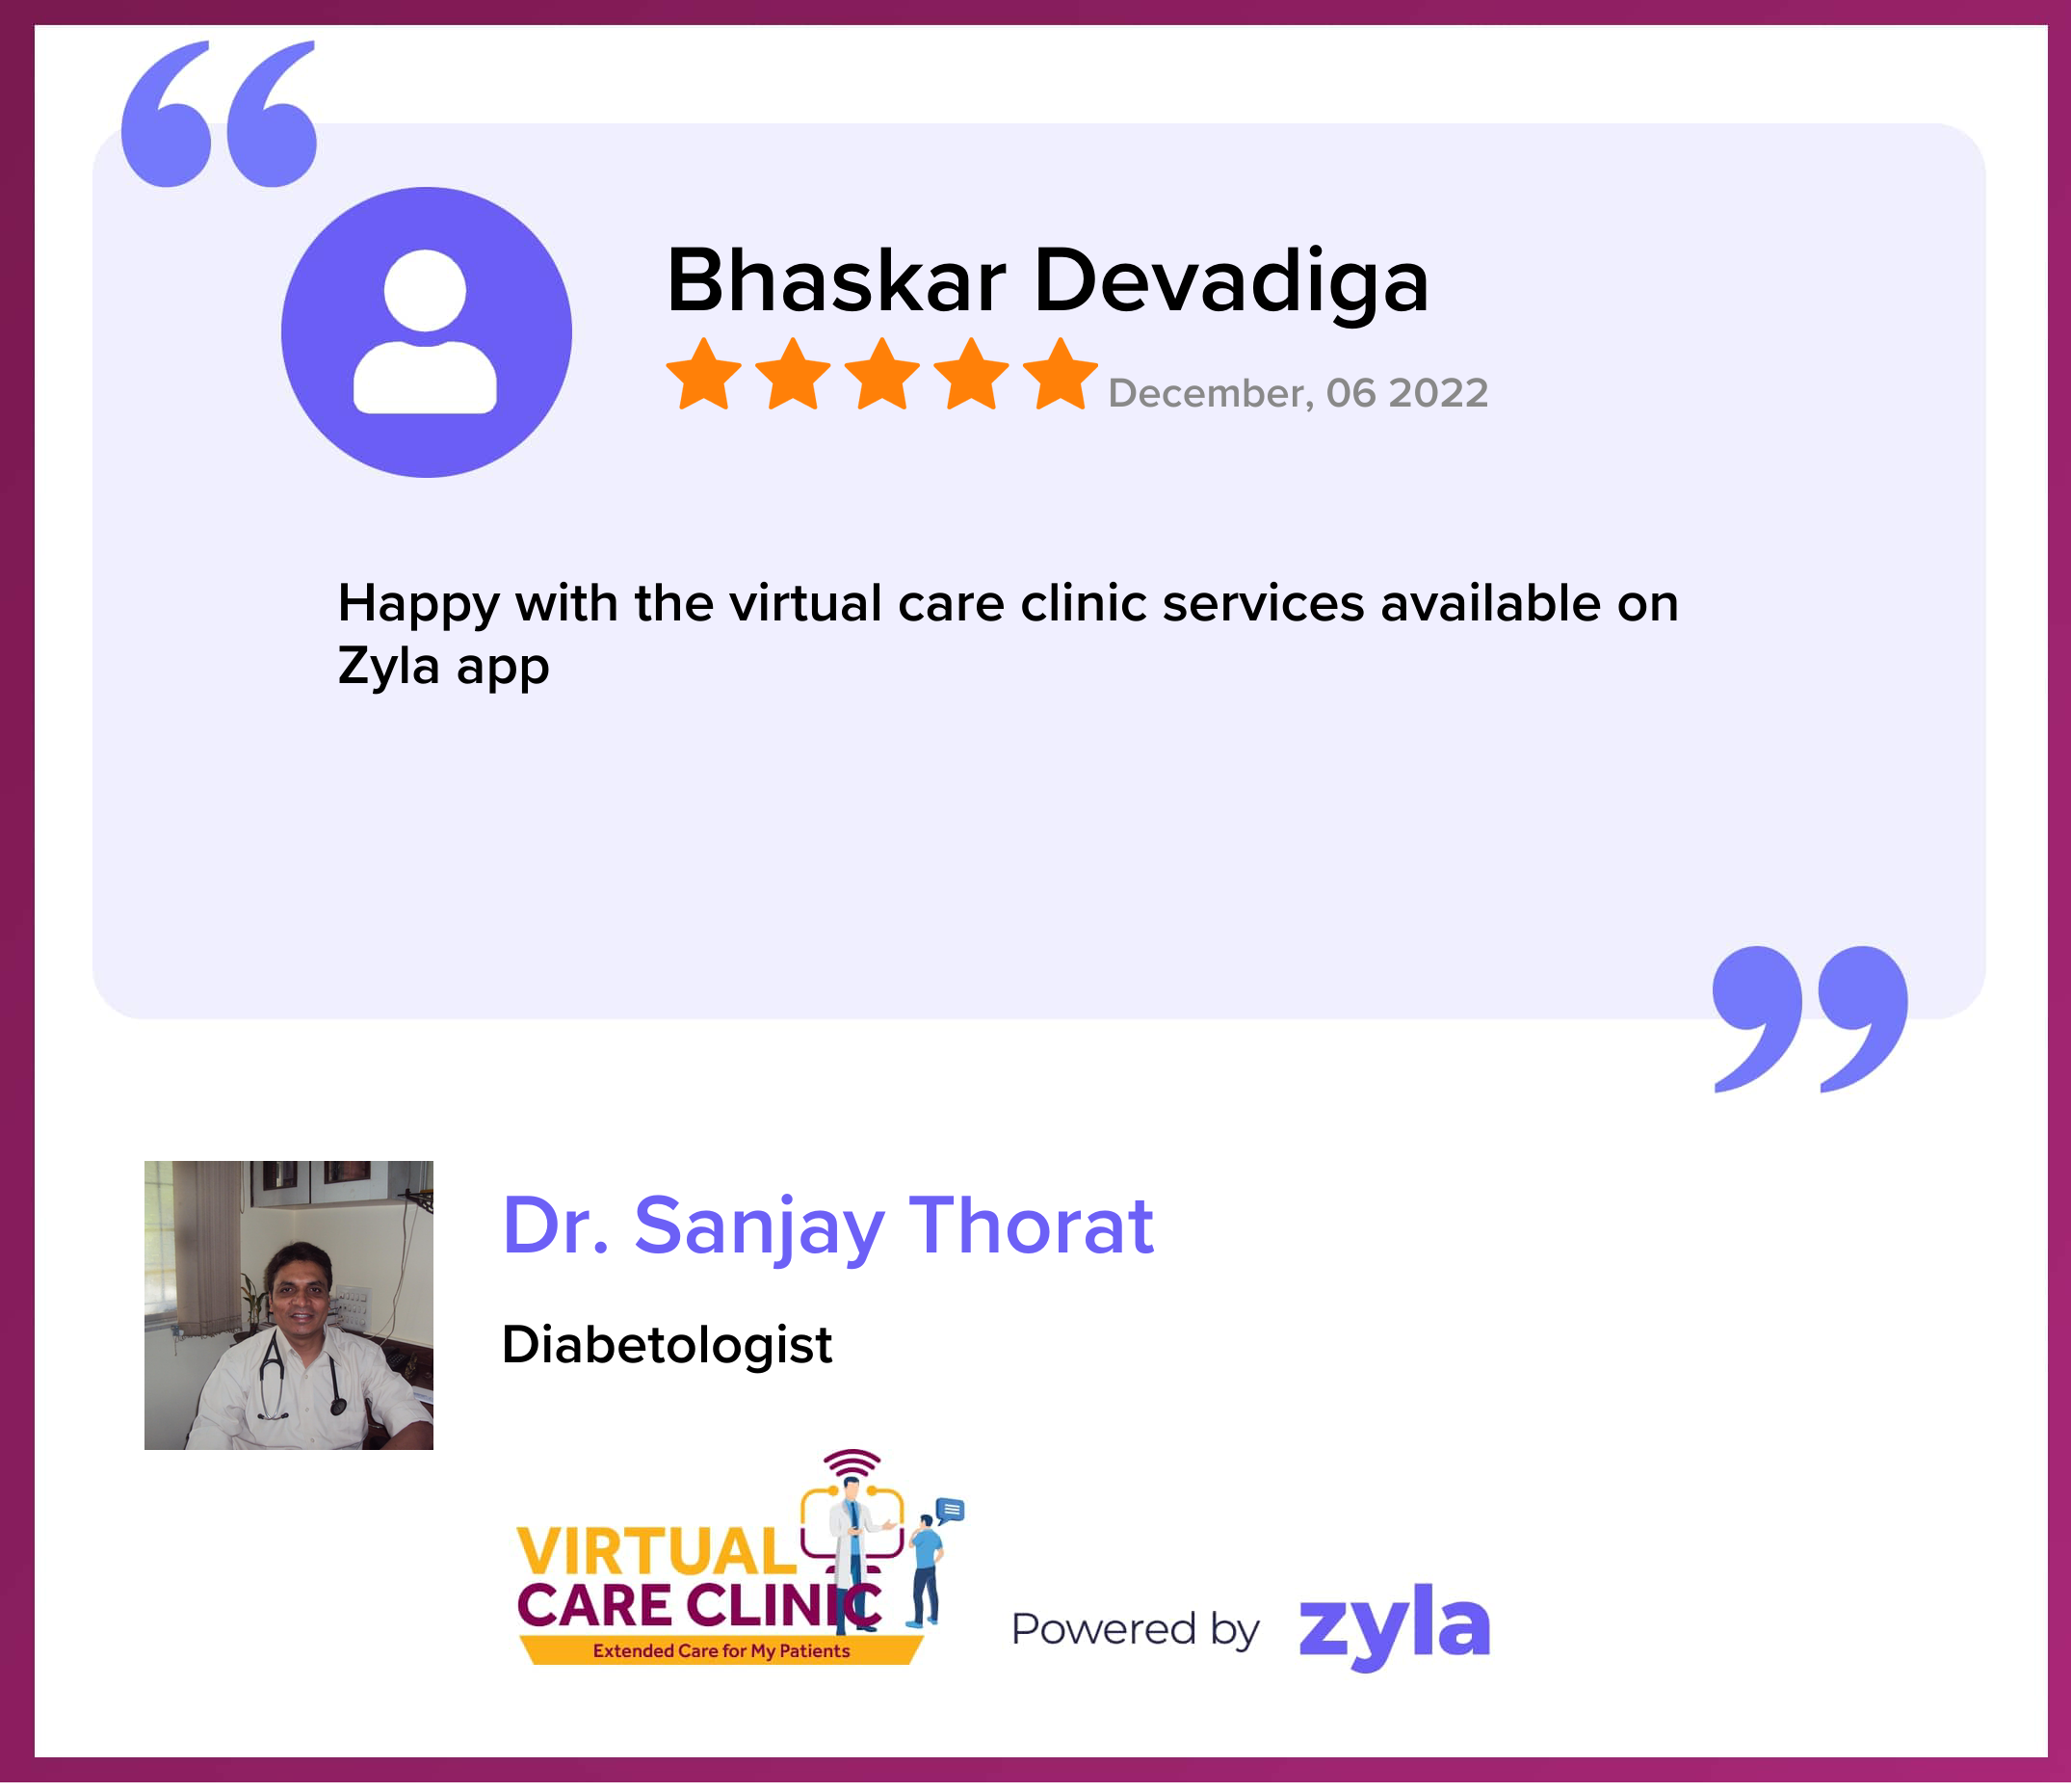 Bhaskar Devadiga
December, 06 2022
Happy with the virtual care clinic services available on
Zyla app
Dr. Sanjay Thorat
Diabetologist
VIRTUAL
CARE CLINIC
Extended Care for My Patients
Powered by zyla